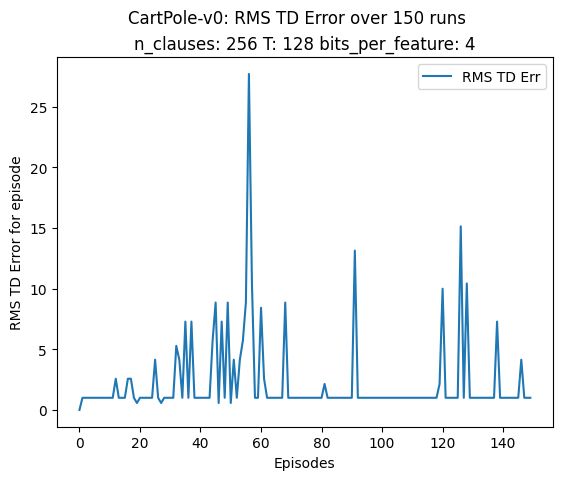 CartPole-v0: RMS TD Error over 150 runs
n_clauses: 256 T: 128 bits_per_feature: 4
RMS TD Err
RMS TD Error for episode
25
20
15
10
5
0
0 20 40 60 80 100 120 140
Episodes